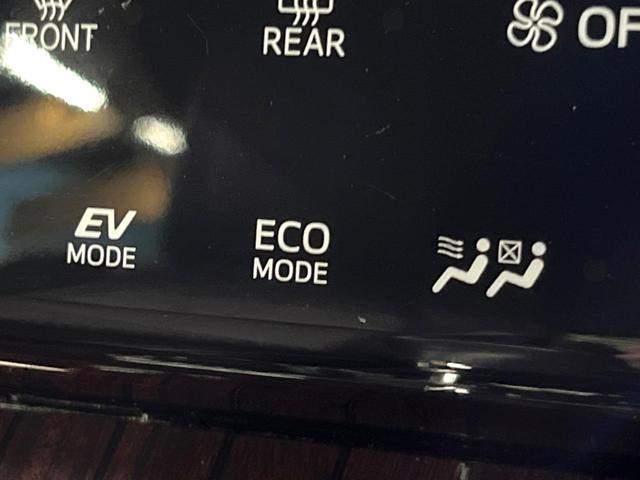 FRONT
REAR
OF
EV
MODE
ECO
MODE